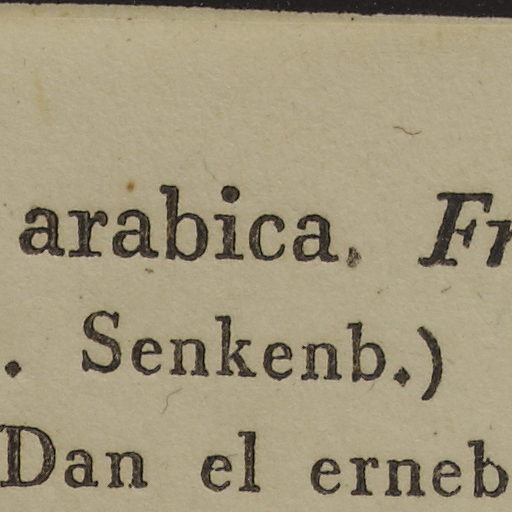 arabica. Fr
. Senkenb.)
Dan el erneb